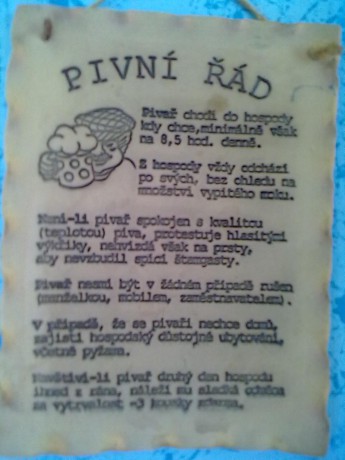 PIVNÍ ŘÁD
Pivař chodí do hospody
kdy chce,minimálně však
na 8,5 hod. denně.
Z hospody vždy odchází
po svých, bez ohledu na
množství vypitého moku.
Není-li pivař spokojen s kvalitou
(teplotou) piva, protestuje hlasitými
výkřiky, nehvízdá však na prsty,
aby nevzbudil spící štamgasty.
Pivař nesmí být v žádném případě rušen
(manželkou, mobilem, zaměstnavatelem).
V případě, že se pivaři nechce domů,
zajistí hospodský důstojné ubytování,
včetně pyžama.
Navštíví-li pivař druhý den hospodu
ihned z rána, náleží mu sladká odměna
za vytrvalost -3 kousky zdarma.